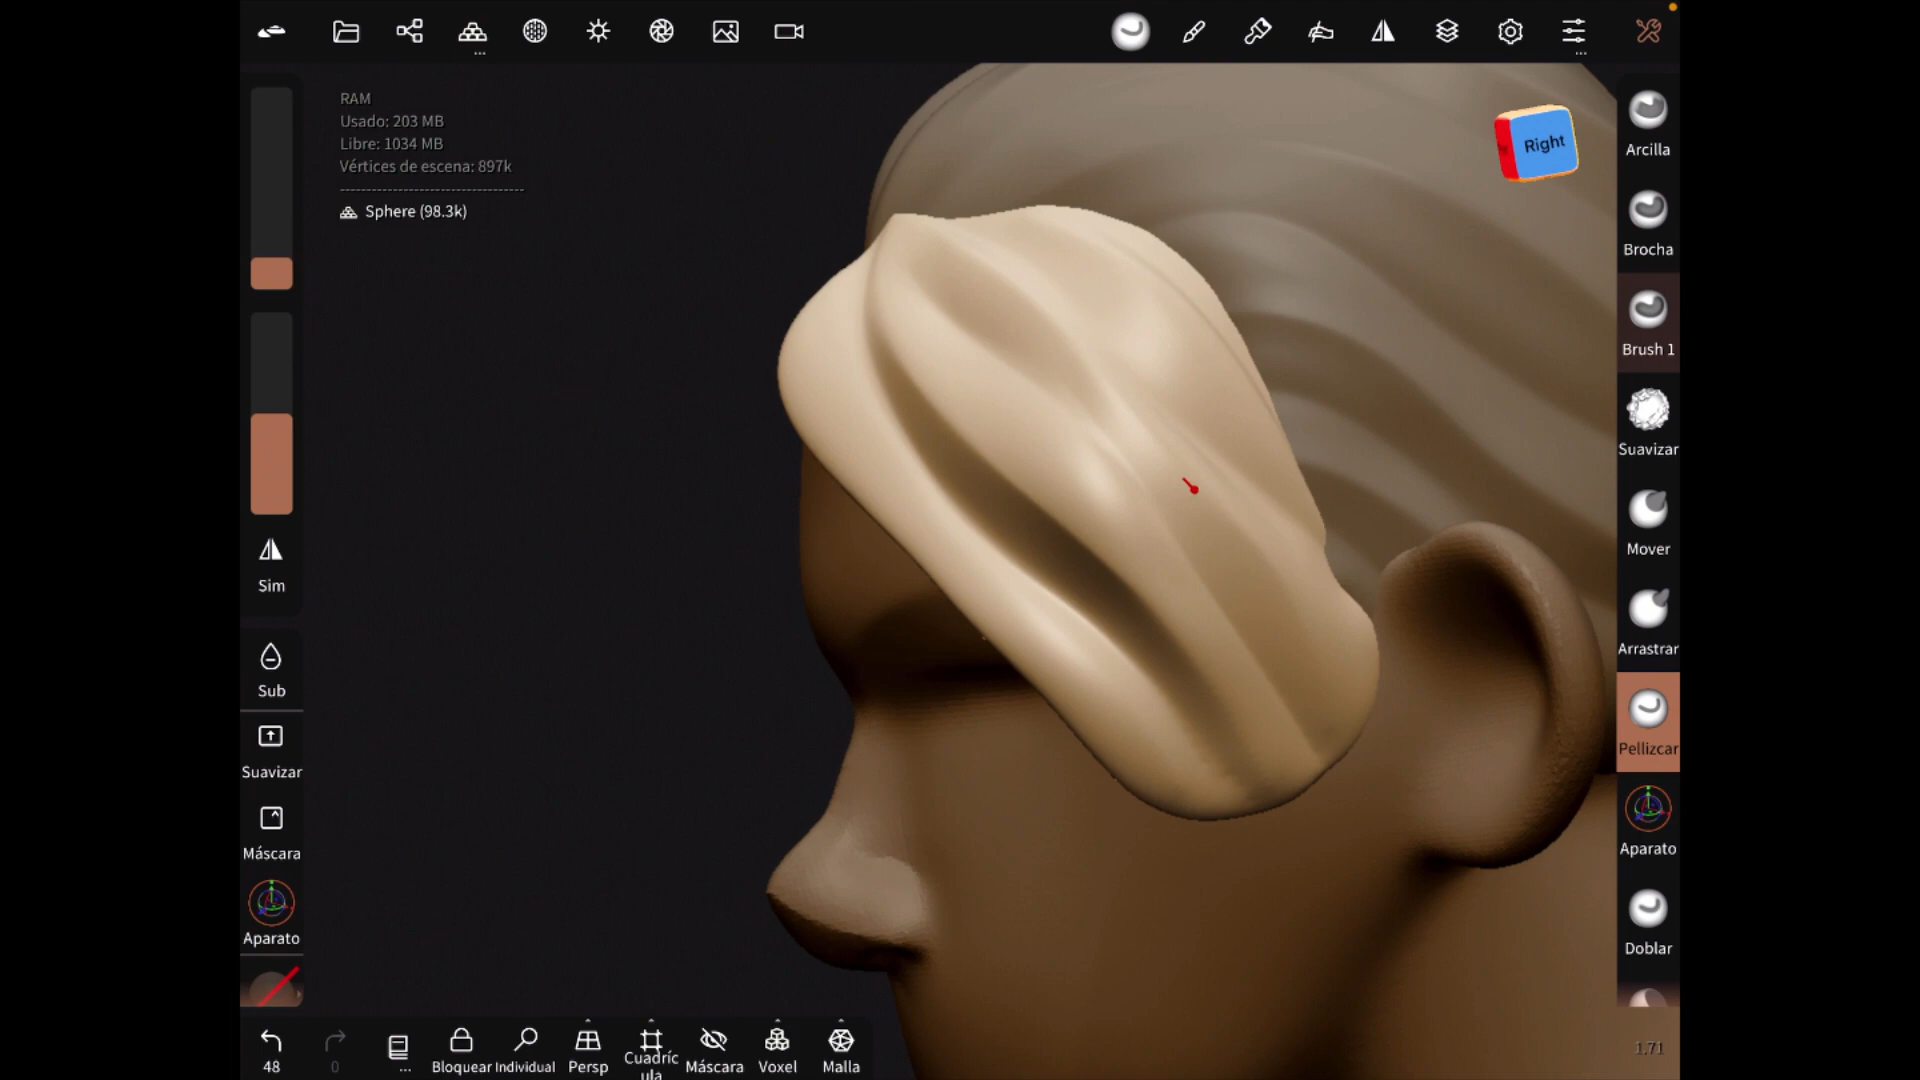 RAM
Usado: 203 MB
Libre: 1034 MB
Vértices de escena: 897k
------------------------------------
Sphere (98.3k)
Right
Arcilla
Brocha
Brush 1
Suavizar
Mover
Arrastrar
Pellizcar
Aparato
Doblar
Sim
Sub
Suavizar
Máscara
Aparato
48
0
...
Bloquear
Individual
Persp
Cuadríc
ula
Máscara
Voxel
Malla
1.71